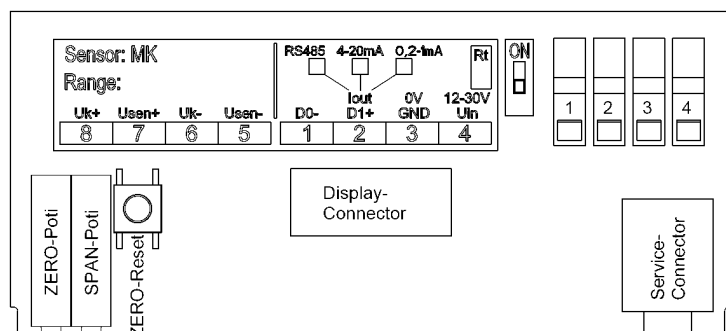 Sensor: MK
Range:
RS485 4-20mA 0,2-1mA
Rt
ON
Iout 0V 12-30V
Uk+ Usen+ Uk- Usen- D0- D1+ GND Uin
8 7 6 5 1 2 3 4
1 2 3 4
Display-
Connector
ZERO-Poti
SPAN-Poti
ZERO-Reset
Service-
Connector